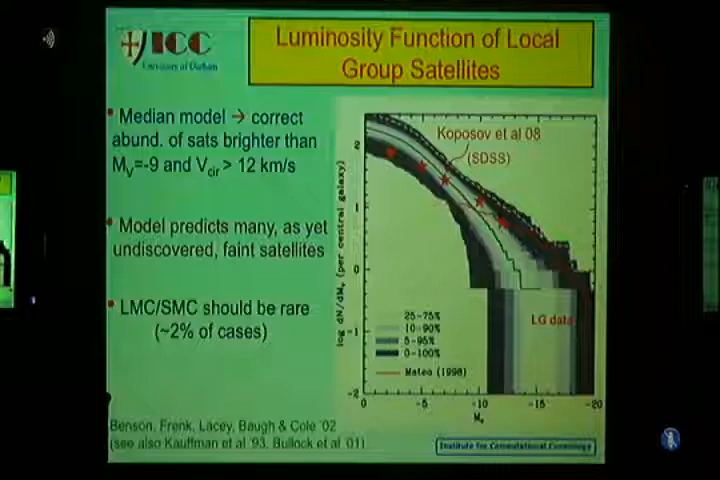 ICC
University of Durham
Luminosity Function of Local
Group Satellites
• Median model → correct
abund. of sats brighter than
Mv=-9 and Vcir > 12 km/s
• Model predicts many, as yet
undiscovered, faint satellites
• LMC/SMC should be rare
(~2% of cases)
Koposov et al 08
(SDSS)
log dN/dMv (per central galaxy)
2
1
0
-1
-2
LG data
25-75%
10-90%
5-95%
0-100%
Mateo (1998)
0 -5 -10 -15 -20
Mv
Benson, Frenk, Lacey, Baugh & Cole '02
(see also Kauffman et al '93, Bullock et al '01)
Institute for Computational Cosmology